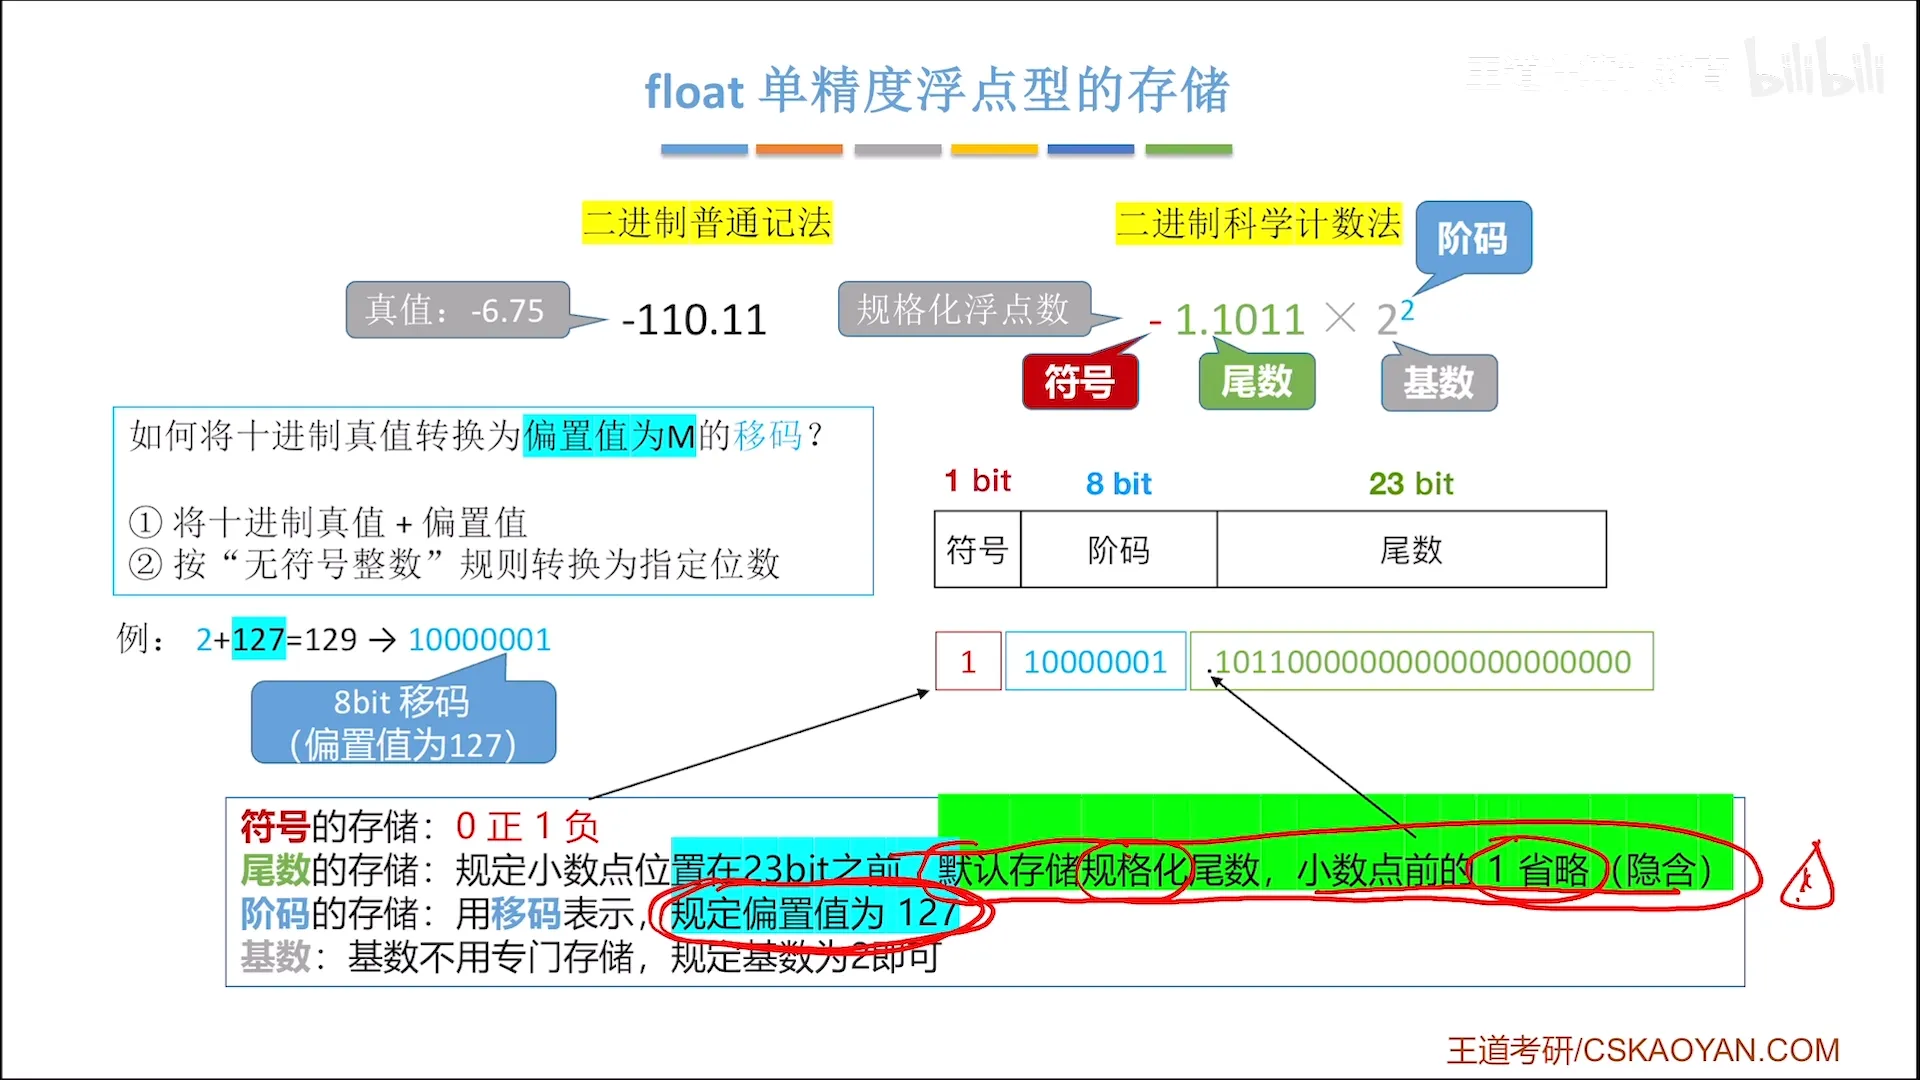 float 单精度浮点型的存储
bilibili
二进制普通记法
二进制科学计数法
阶码
真值：-6.75
-110.11
规格化浮点数
- 1.1011 × 2²
符号
尾数
基数
如何将十进制真值转换为偏置值为M的移码？
① 将十进制真值 + 偏置值
② 按“无符号整数”规则转换为指定位数
1 bit 8 bit 23 bit
符号 阶码 尾数
例： 2+127=129 → 10000001
1 10000001 .10110000000000000000000
8bit 移码
（偏置值为127）
符号的存储：0 正 1 负
尾数的存储：规定小数点位置在23bit之前，默认存储规格化尾数，小数点前的 1 省略（隐含）
阶码的存储：用移码表示，规定偏置值为 127
基数：基数不用专门存储，规定基数为2即可
王道考研/CSKAOYAN.COM